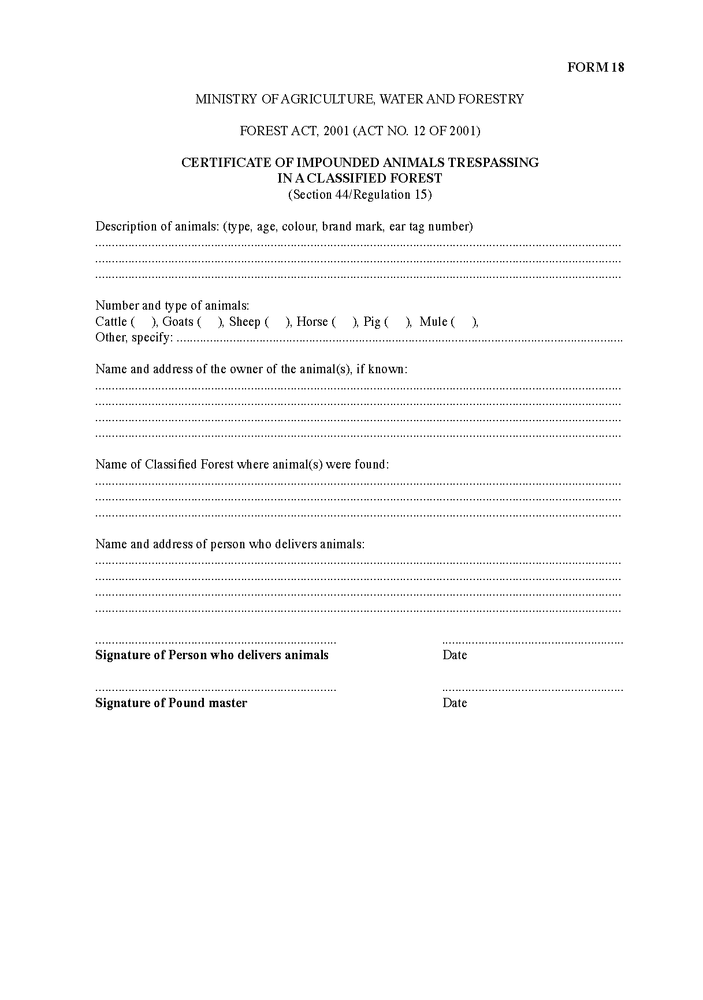 FORM 18
MINISTRY OF AGRICULTURE, WATER AND FORESTRY
FOREST ACT, 2001 (ACT NO. 12 OF 2001)
CERTIFICATE OF IMPOUNDED ANIMALS TRESPASSING
IN A CLASSIFIED FOREST
(Section 44/Regulation 15)
Description of animals: (type, age, colour, brand mark, ear tag number)
Number and type of animals:
Cattle (    ), Goats (    ), Sheep (    ), Horse (    ), Pig (    ),  Mule (    ),
Other, specify: ........................................................................................................................................
Name and address of the owner of the animal(s), if known:
Name of Classified Forest where animal(s) were found:
Name and address of person who delivers animals:
Signature of Person who delivers animals Date
Signature of Pound master Date